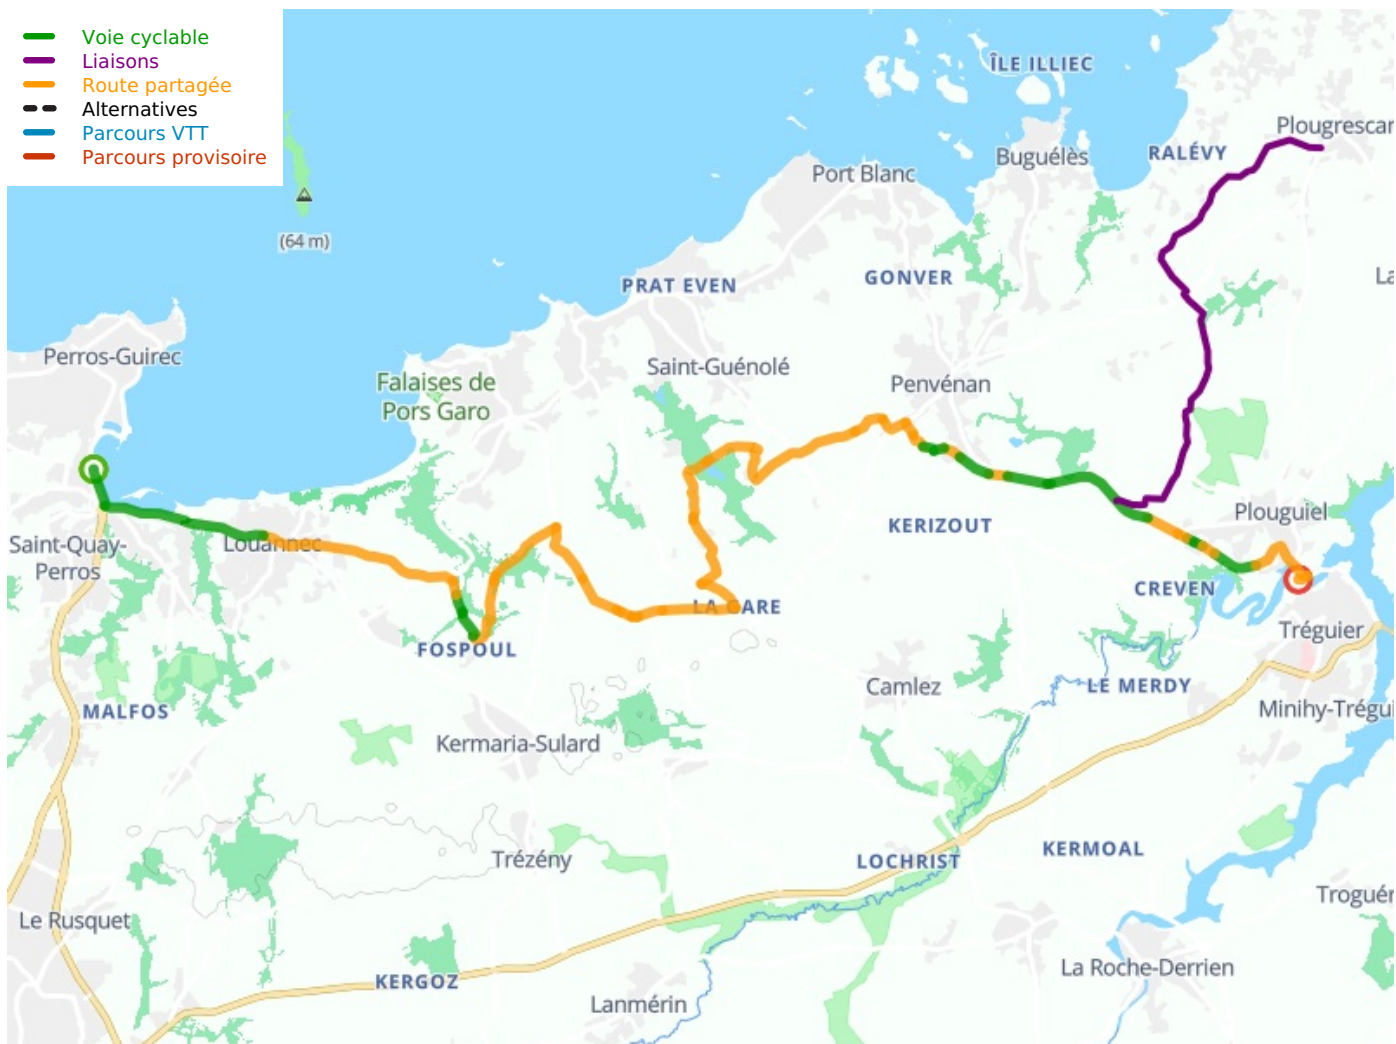 Voie cyclable
Liaisons
Route partagée
Alternatives
Parcours VTT
Parcours provisoire
ÎLE ILLIEC
Plougrescar
Buguélès
RALÉVY
Port Blanc
(64 m)
PRAT EVEN
GONVER
La
Perros-Guirec
Saint-Guénolé
Falaises de
Pors Garo
Penvénan
Plouguiel
KERIZOUT
Saint-Quay-
Perros
Louannec
CREVEN
LA GARE
Tréguier
FOSPOUL
Camlez
LE MERDY
MALFOS
Minihy-Trégui
Kermaria-Sulard
Trézény
LOCHRIST
KERMOAL
Troguér
Le Rusquet
La Roche-Derrien
KERGOZ
Lanmérin